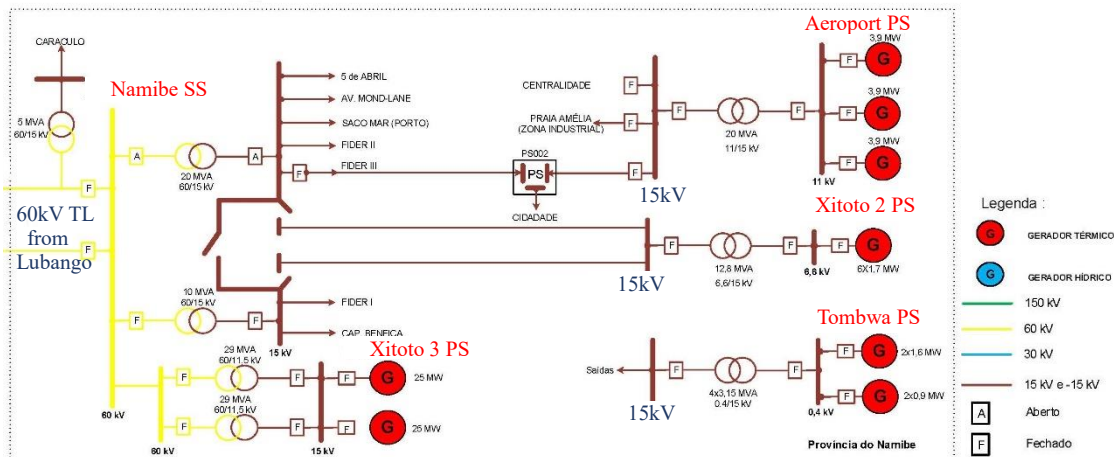 CARACULO
5 MVA
60/15 kV
Namibe SS
A
20 MVA
60/15 kV
A
F
60kV TL
from
Lubango
F
5 de ABRIL
AV. MOND-LANE
SACO MAR (PORTO)
FIDER II
F
FIDER III
PS002
PS
CIDADADE
CENTRALIDADE
F
PRAIA AMÉLIA
(ZONA INDUSTRIAL)
F
F
15kV
F
20 MVA
11/15 kV
F
Aeroport PS
3,9 MW
F
G
3,9 MW
F
G
3,9 MW
F
G
11 kV
Xitoto 2 PS
15kV
F
12,8 MVA
6,6/15 kV
F
6,6 kV
F
G
6X1.7 MW
F
10 MVA
60/15 kV
F
FIDER I
CAP. BENFICA
15 kV
60 kV
Xitoto 3 PS
F
29 MVA
60/11,5 kV
F
F
G
25 MW
F
29 MVA
60/11,5 kV
F
F
G
25 MW
60 kV
15 kV
Tombwa PS
Saídas
15kV
F
4x3,15 MVA
0.4/15 kV
F
F
G
2x1,6 MW
F
G
2x0,9 MW
0,4 kV
Província do Namibe
Legenda :
G GERADOR TÉRMICO
G GERADOR HÍDRICO
150 kV
60 kV
30 kV
15 kV e -15 kV
A Aberto
F Fechado